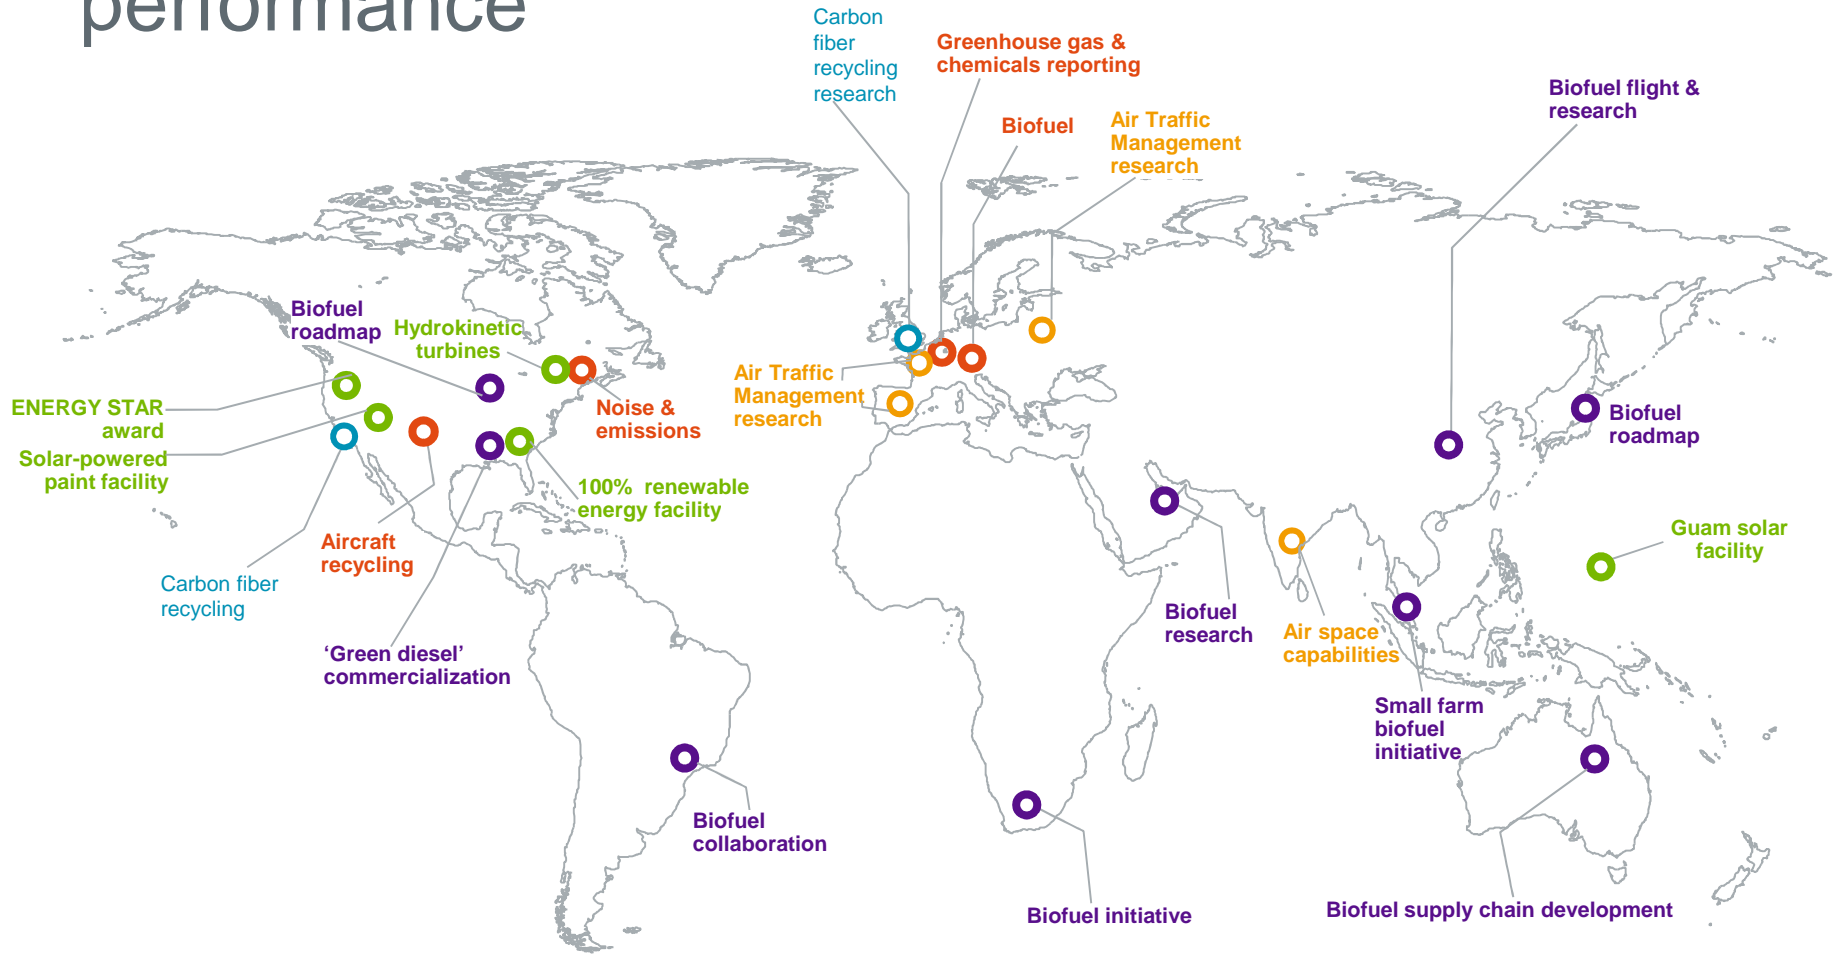 performance
Carbon
fiber
recycling
research
Greenhouse gas &
chemicals reporting
Biofuel
Air Traffic
Management
research
Biofuel flight &
research
Biofuel
roadmap
Hydrokinetic
turbines
ENERGY STAR
award
Solar-powered
paint facility
Noise &
emissions
Air Traffic
Management
research
Biofuel
roadmap
100% renewable
energy facility
Aircraft
recycling
Carbon fiber
recycling
Guam solar
facility
Biofuel
research
Air space
capabilities
‘Green diesel’
commercialization
Small farm
biofuel
initiative
Biofuel
collaboration
Biofuel initiative
Biofuel supply chain development